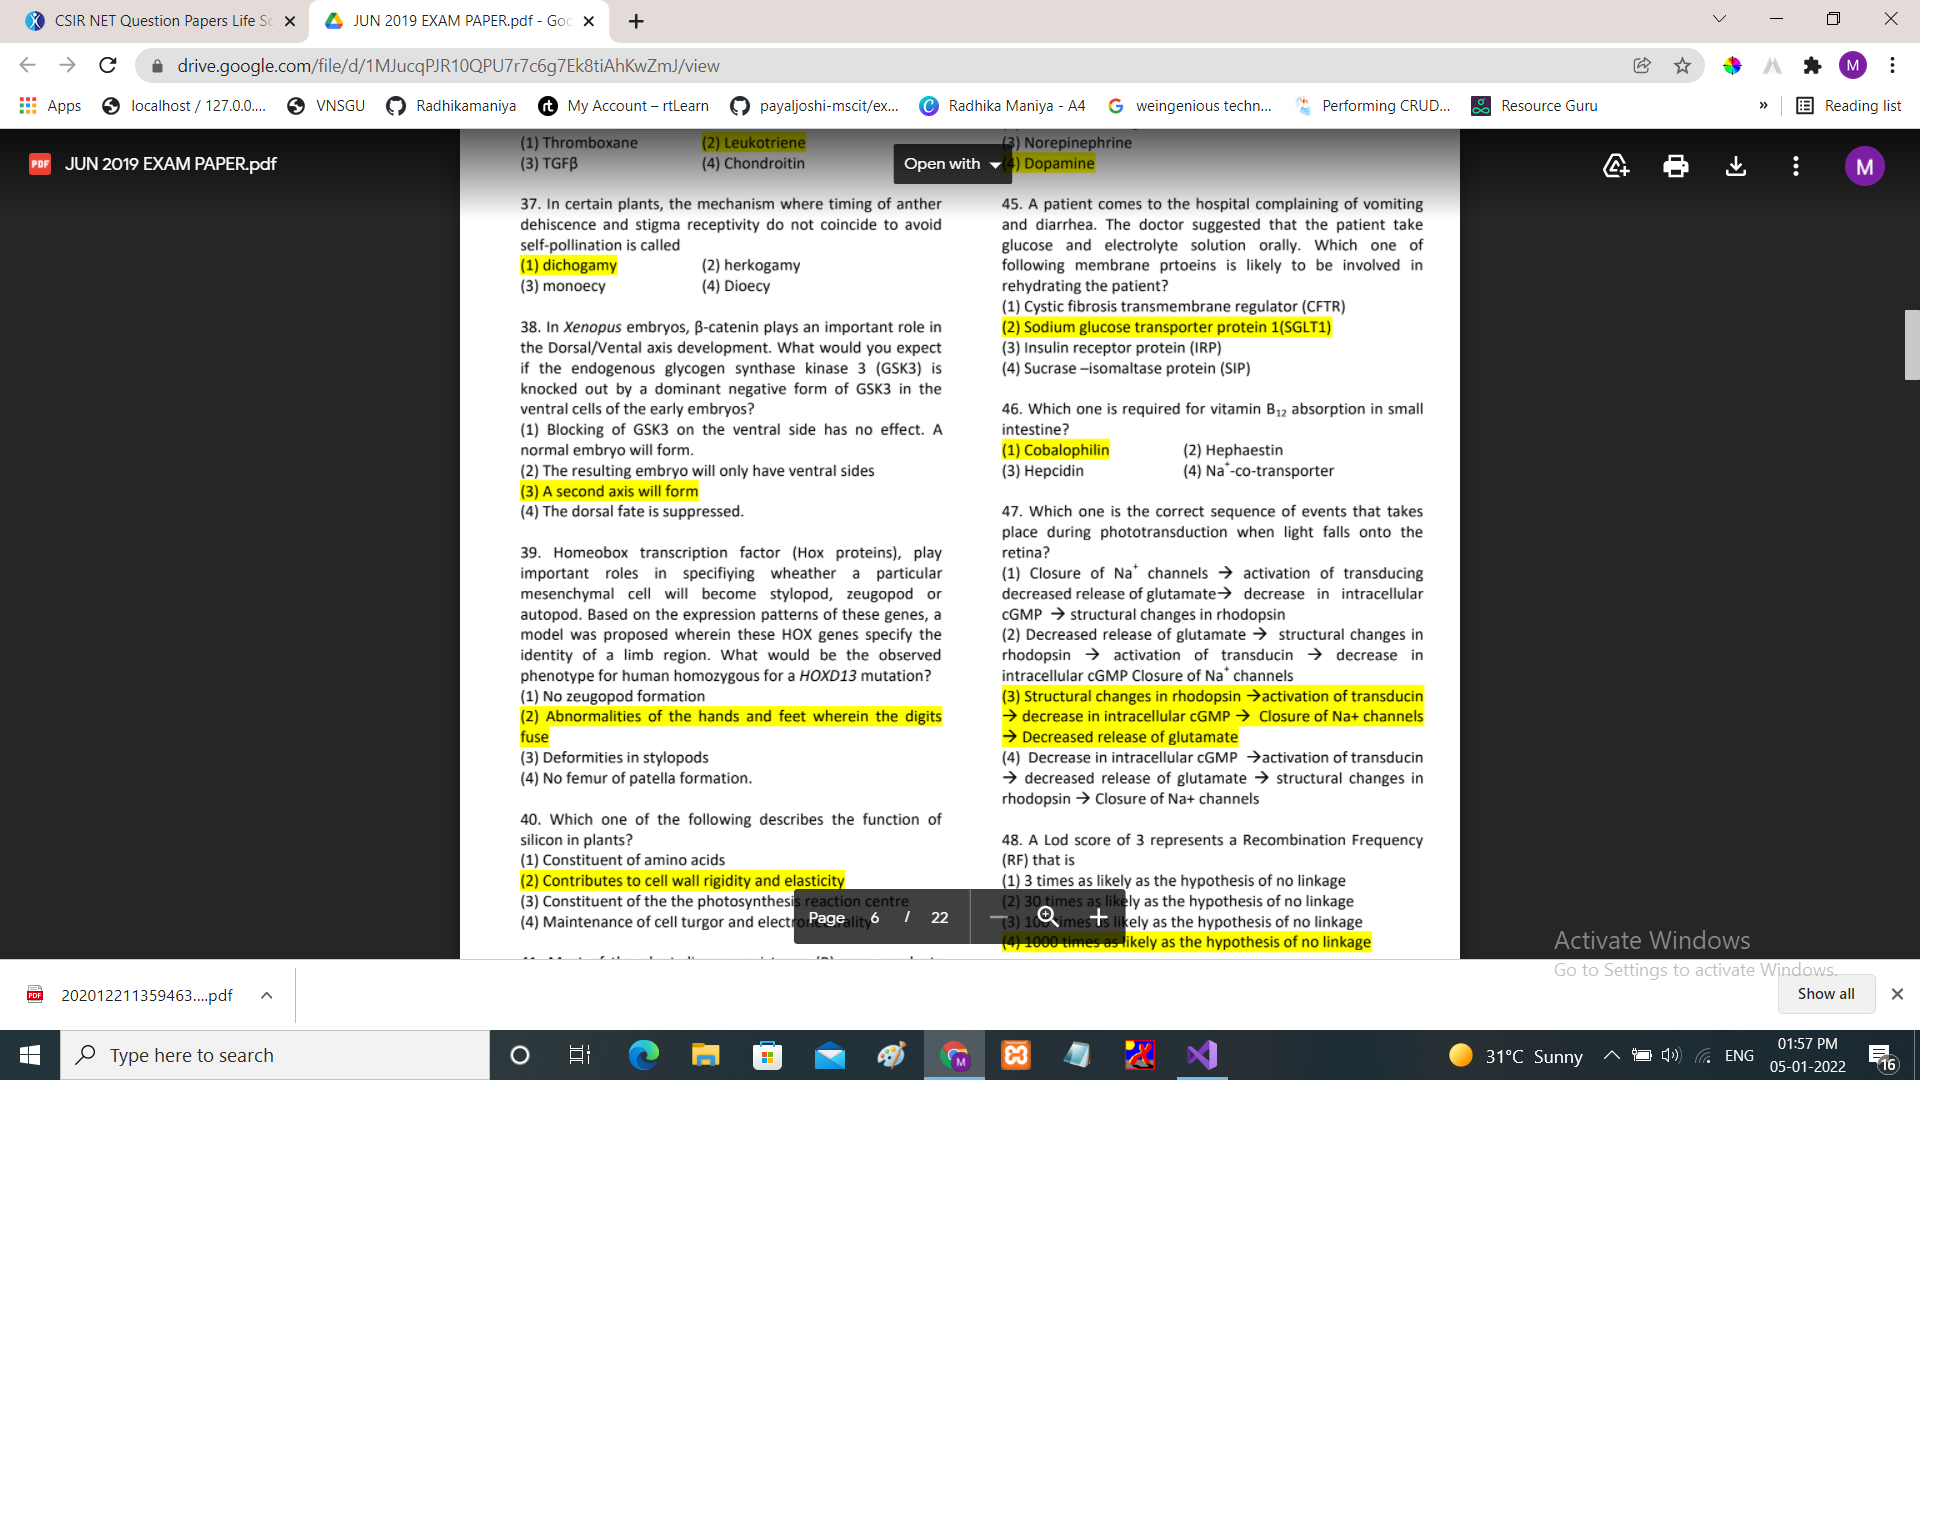 CSIR NET Question Papers Life Sc
JUN 2019 EXAM PAPER.pdf - Goo
drive.google.com/file/d/1MJucqPJR10QPU7r7c6g7Ek8tiAhKwZmJ/view
M
Apps
localhost / 127.0.0....
VNSGU
Radhikamaniya
My Account – rtLearn
payaljoshi-mscit/ex...
Radhika Maniya - A4
weingenious techn...
Performing CRUD...
Resource Guru
»
Reading list
PDF
JUN 2019 EXAM PAPER.pdf
Open with
M
(1) Thromboxane (2) Leukotriene
(3) TGFβ (4) Chondroitin
37. In certain plants, the mechanism where timing of anther
dehiscence and stigma receptivity do not coincide to avoid
self-pollination is called
(1) dichogamy (2) herkogamy
(3) monoecy (4) Dioecy
38. In Xenopus embryos, β-catenin plays an important role in
the Dorsal/Vental axis development. What would you expect
if the endogenous glycogen synthase kinase 3 (GSK3) is
knocked out by a dominant negative form of GSK3 in the
ventral cells of the early embryos?
(1) Blocking of GSK3 on the ventral side has no effect. A
normal embryo will form.
(2) The resulting embryo will only have ventral sides
(3) A second axis will form
(4) The dorsal fate is suppressed.
39. Homeobox transcription factor (Hox proteins), play
important roles in specifiying wheather a particular
mesenchymal cell will become stylopod, zeugopod or
autopod. Based on the expression patterns of these genes, a
model was proposed wherein these HOX genes specify the
identity of a limb region. What would be the observed
phenotype for human homozygous for a HOXD13 mutation?
(1) No zeugopod formation
(2) Abnormalities of the hands and feet wherein the digits
fuse
(3) Deformities in stylopods
(4) No femur of patella formation.
40. Which one of the following describes the function of
silicon in plants?
(1) Constituent of amino acids
(2) Contributes to cell wall rigidity and elasticity
(3) Constituent of the the photosynthesis reaction centre
(4) Maintenance of cell turgor and electroneutrality
(3) Norepinephrine
(4) Dopamine
45. A patient comes to the hospital complaining of vomiting
and diarrhea. The doctor suggested that the patient take
glucose and electrolyte solution orally. Which one of
following membrane prtoeins is likely to be involved in
rehydrating the patient?
(1) Cystic fibrosis transmembrane regulator (CFTR)
(2) Sodium glucose transporter protein 1(SGLT1)
(3) Insulin receptor protein (IRP)
(4) Sucrase –isomaltase protein (SIP)
46. Which one is required for vitamin B12 absorption in small
intestine?
(1) Cobalophilin (2) Hephaestin
(3) Hepcidin (4) Na+-co-transporter
47. Which one is the correct sequence of events that takes
place during phototransduction when light falls onto the
retina?
(1) Closure of Na+ channels → activation of transducing
decreased release of glutamate→ decrease in intracellular
cGMP → structural changes in rhodopsin
(2) Decreased release of glutamate → structural changes in
rhodopsin → activation of transducin → decrease in
intracellular cGMP Closure of Na+ channels
(3) Structural changes in rhodopsin →activation of transducin
→ decrease in intracellular cGMP → Closure of Na+ channels
→ Decreased release of glutamate
(4) Decrease in intracellular cGMP →activation of transducin
→ decreased release of glutamate → structural changes in
rhodopsin → Closure of Na+ channels
48. A Lod score of 3 represents a Recombination Frequency
(RF) that is
(1) 3 times as likely as the hypothesis of no linkage
(2) 30 times as likely as the hypothesis of no linkage
(3) 100 times as likely as the hypothesis of no linkage
(4) 1000 times as likely as the hypothesis of no linkage
Page 6 / 22
Activate Windows
Go to Settings to activate Windows.
202012211359463....pdf
Show all
Type here to search
31°C Sunny
ENG
01:57 PM
05-01-2022
16